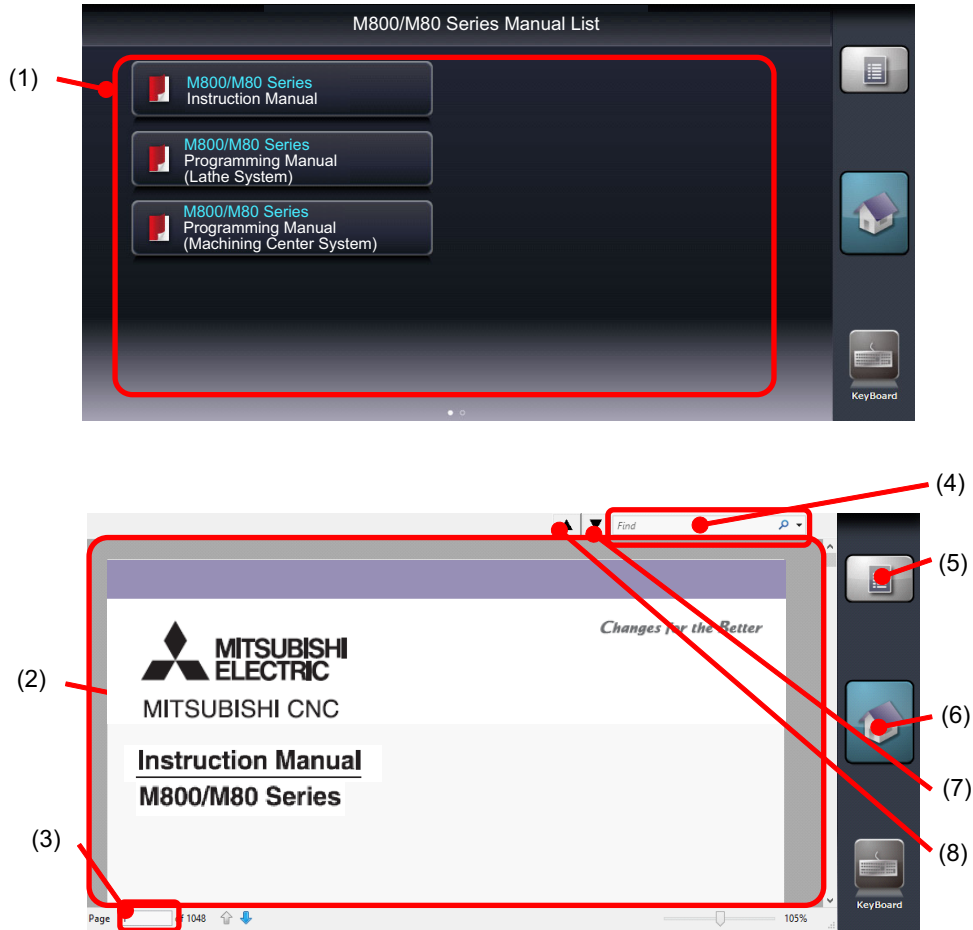 M800/M80 Series Manual List
(1)
M800/M80 Series
Instruction Manual
M800/M80 Series
Programming Manual
(Lathe System)
M800/M80 Series
Programming Manual
(Machining Center System)
KeyBoard
(4)
Find
(5)
Changes for the Better
MITSUBISHI
ELECTRIC
(2)
MITSUBISHI CNC
(6)
Instruction Manual
M800/M80 Series
(7)
(3)
(8)
KeyBoard
Page of 1048 105%